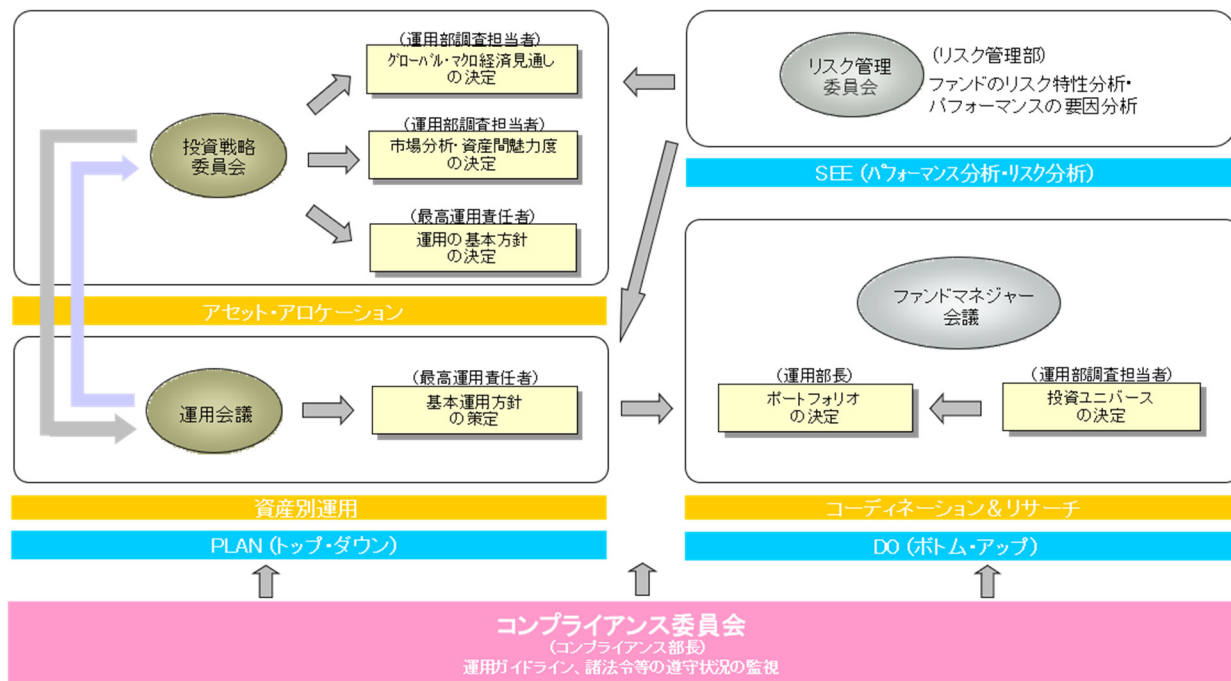 (運用部調査担当者)
グローバル・マクロ経済見通し
の決定
投資戦略
委員会
(運用部調査担当者)
市場分析・資産間魅力度
の決定
(最高運用責任者)
運用の基本方針
の決定
アセット・アロケーション
リスク管理
委員会
(リスク管理部)
ファンドのリスク特性分析・
パフォーマンスの要因分析
SEE (パフォーマンス分析・リスク分析)
運用会議
(最高運用責任者)
基本運用方針
の策定
資産別運用
PLAN (トップ・ダウン)
ファンドマネジャー
会議
(運用部長)
ポートフォリオ
の決定
(運用部調査担当者)
投資ユニバース
の決定
コーディネーション&リサーチ
DO (ボトム・アップ)
コンプライアンス委員会
(コンプライアンス部長)
運用ガイドライン、諸法令等の遵守状況の監視